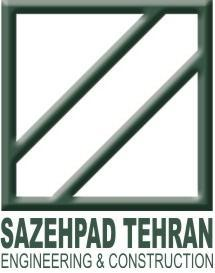 SAZEHPAD TEHRAN
ENGINEERING & CONSTRUCTION